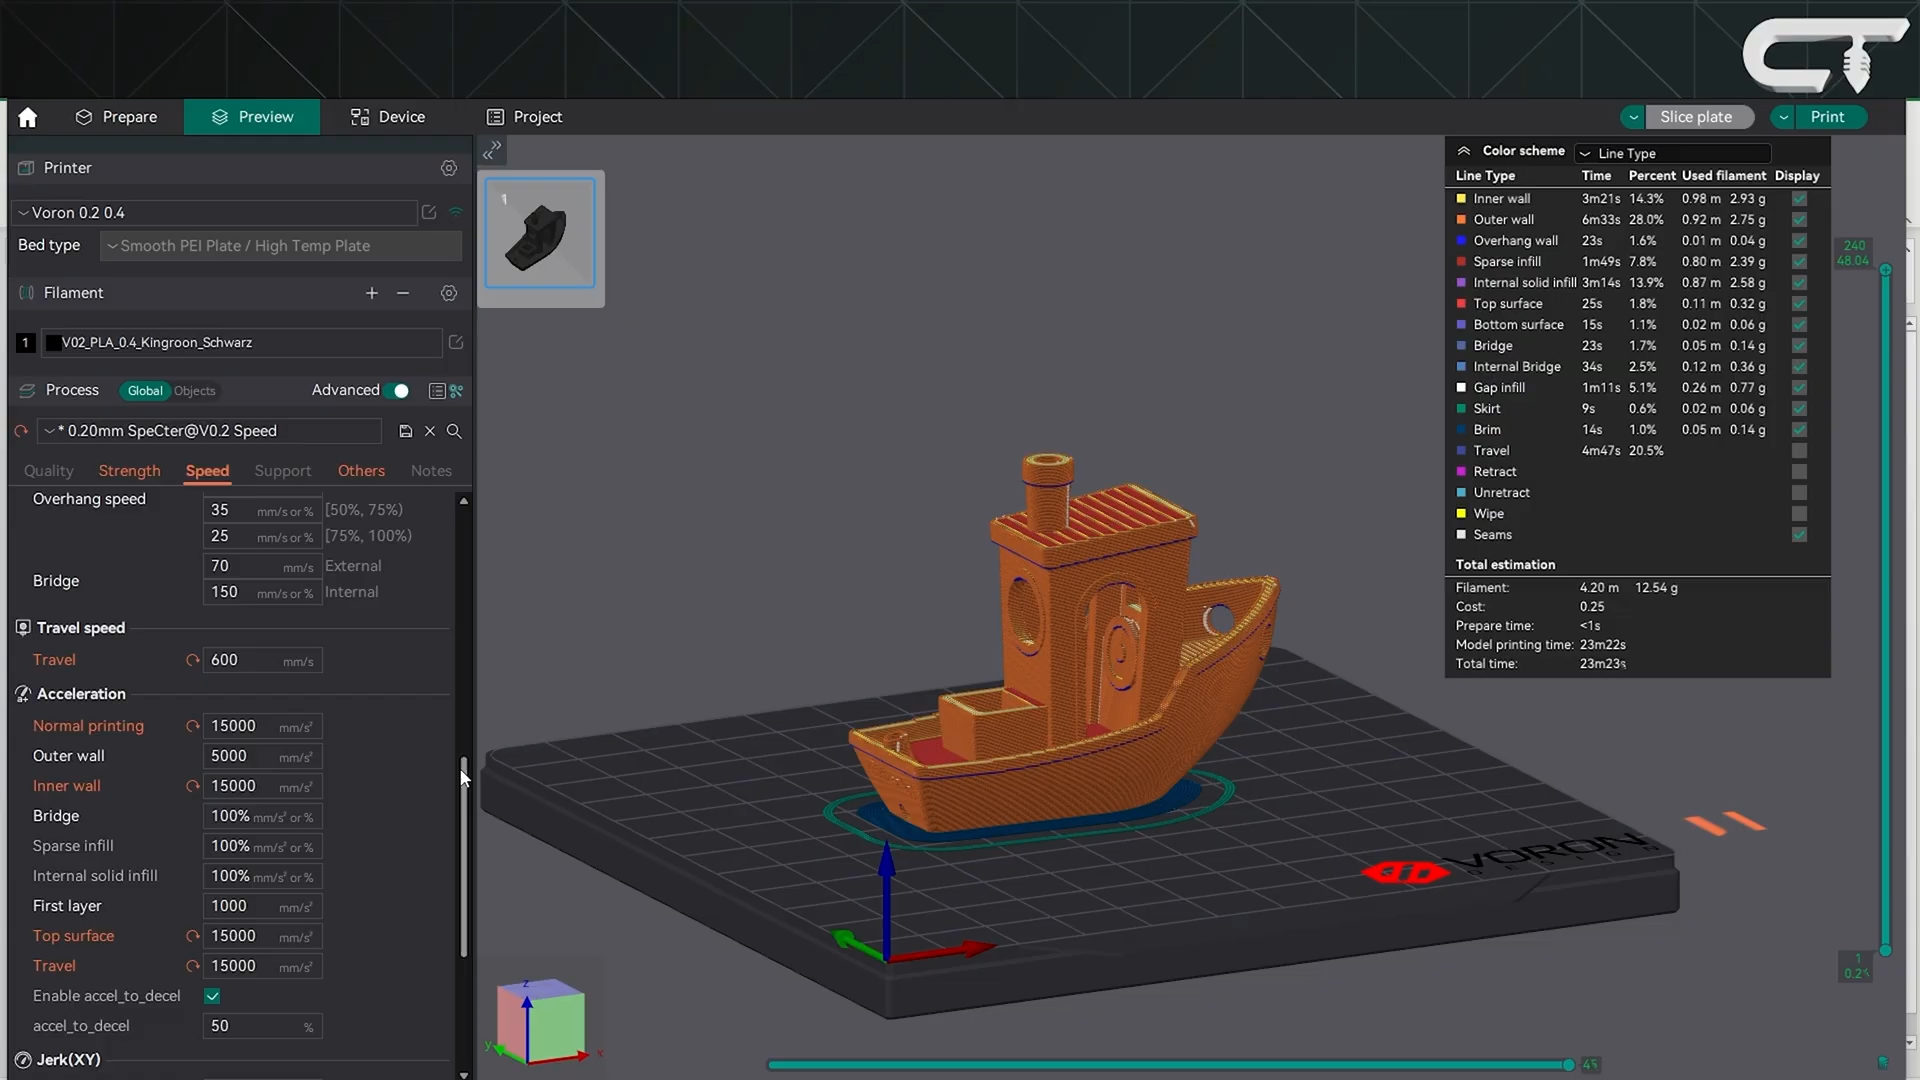 CT
Prepare
Preview
Device
Project
Slice plate
Print
Printer
Voron 0.2 0.4
Bed type
Smooth PEI Plate / High Temp Plate
Filament
1
V02_PLA_0.4_Kingroon_Schwarz
Process Global Objects Advanced
* 0.20mm SpeCter@V0.2 Speed
Quality Strength Speed Support Others Notes
Overhang speed
35 mm/s or % [50%, 75%)
25 mm/s or % [75%, 100%)
Bridge
70 mm/s External
150 mm/s or % Internal
Travel speed
Travel 600 mm/s
Acceleration
Normal printing 15000 mm/s²
Outer wall 5000 mm/s²
Inner wall 15000 mm/s²
Bridge 100% mm/s² or %
Sparse infill 100% mm/s² or %
Internal solid infill 100% mm/s² or %
First layer 1000 mm/s²
Top surface 15000 mm/s²
Travel 15000 mm/s²
Enable accel_to_decel
accel_to_decel 50 %
Jerk(XY)
Color scheme Line Type
Line Type Time Percent Used filament Display
Inner wall 3m21s 14.3% 0.98 m 2.93 g
Outer wall 6m33s 28.0% 0.92 m 2.75 g
Overhang wall 23s 1.6% 0.01 m 0.04 g
Sparse infill 1m49s 7.8% 0.80 m 2.39 g
Internal solid infill 3m14s 13.9% 0.87 m 2.58 g
Top surface 25s 1.8% 0.11 m 0.32 g
Bottom surface 15s 1.1% 0.02 m 0.06 g
Bridge 23s 1.7% 0.05 m 0.14 g
Internal Bridge 34s 2.5% 0.12 m 0.36 g
Gap infill 1m11s 5.1% 0.26 m 0.77 g
Skirt 9s 0.6% 0.02 m 0.06 g
Brim 14s 1.0% 0.05 m 0.14 g
Travel 4m47s 20.5%
Retract
Unretract
Wipe
Seams
Total estimation
Filament: 4.20 m 12.54 g
Cost: 0.25
Prepare time: <1s
Model printing time: 23m22s
Total time: 23m23s
240
48.04
VORON
DESIGN
1
z
y
x